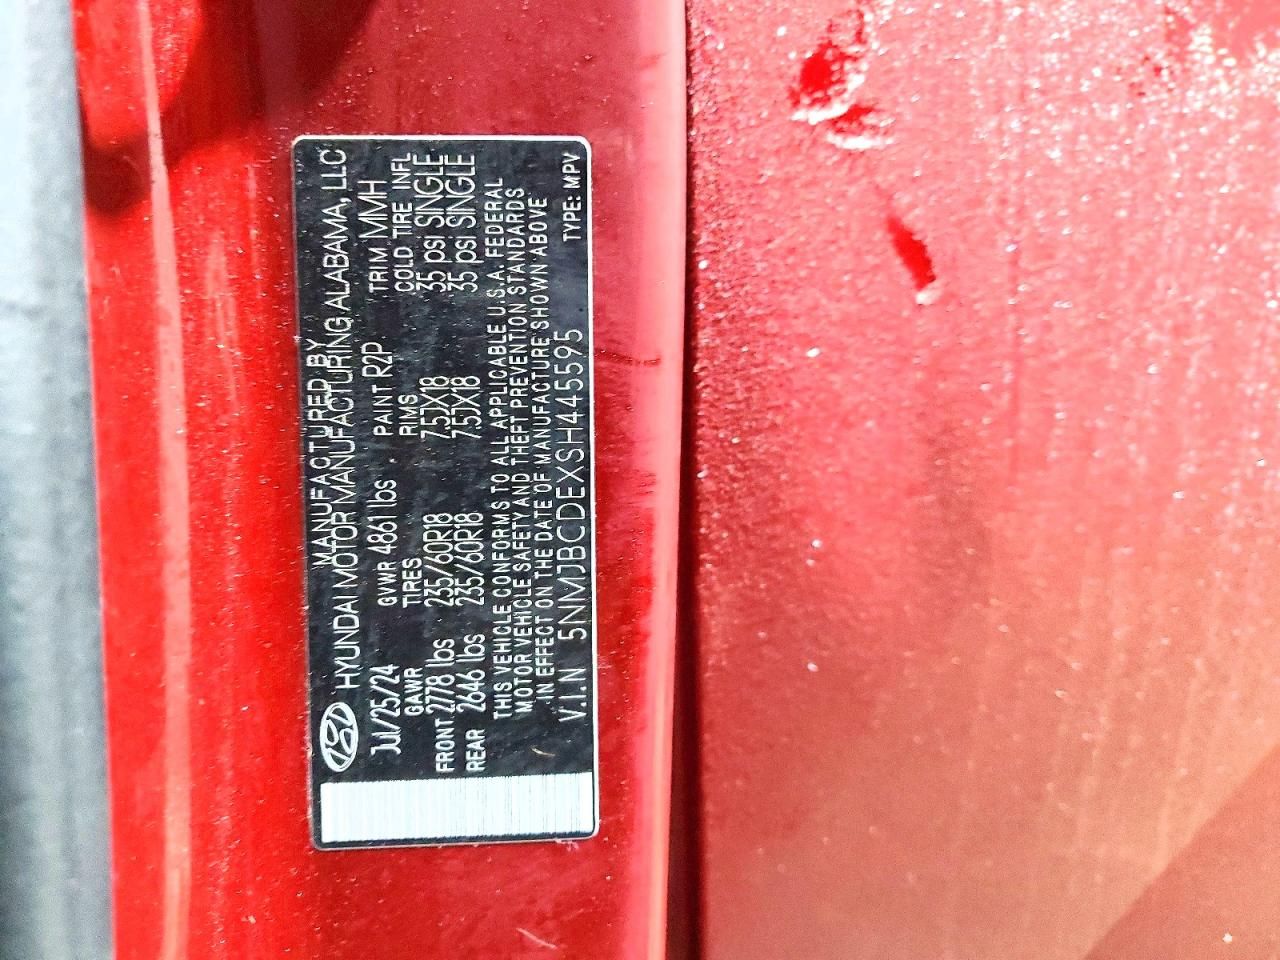 MANUFACTURED BY
HYUNDAI MOTOR MANUFACTURING ALABAMA, LLC
Jul/25/24 GVWR 4861 lbs PAINT R2P TRIM MMH
GAWR TIRES RIMS COLD TIRE INFL
FRONT 2778 lbs 235/60R18 7.5JX18 35 psi SINGLE
REAR 2646 lbs 235/60R18 7.5JX18 35 psi SINGLE
THIS VEHICLE CONFORMS TO ALL APPLICABLE U.S.A. FEDERAL
MOTOR VEHICLE SAFETY AND THEFT PREVENTION STANDARDS
IN EFFECT ON THE DATE OF MANUFACTURE SHOWN ABOVE
V.I.N 5NMJBCDEXSH445595 TYPE: MPV